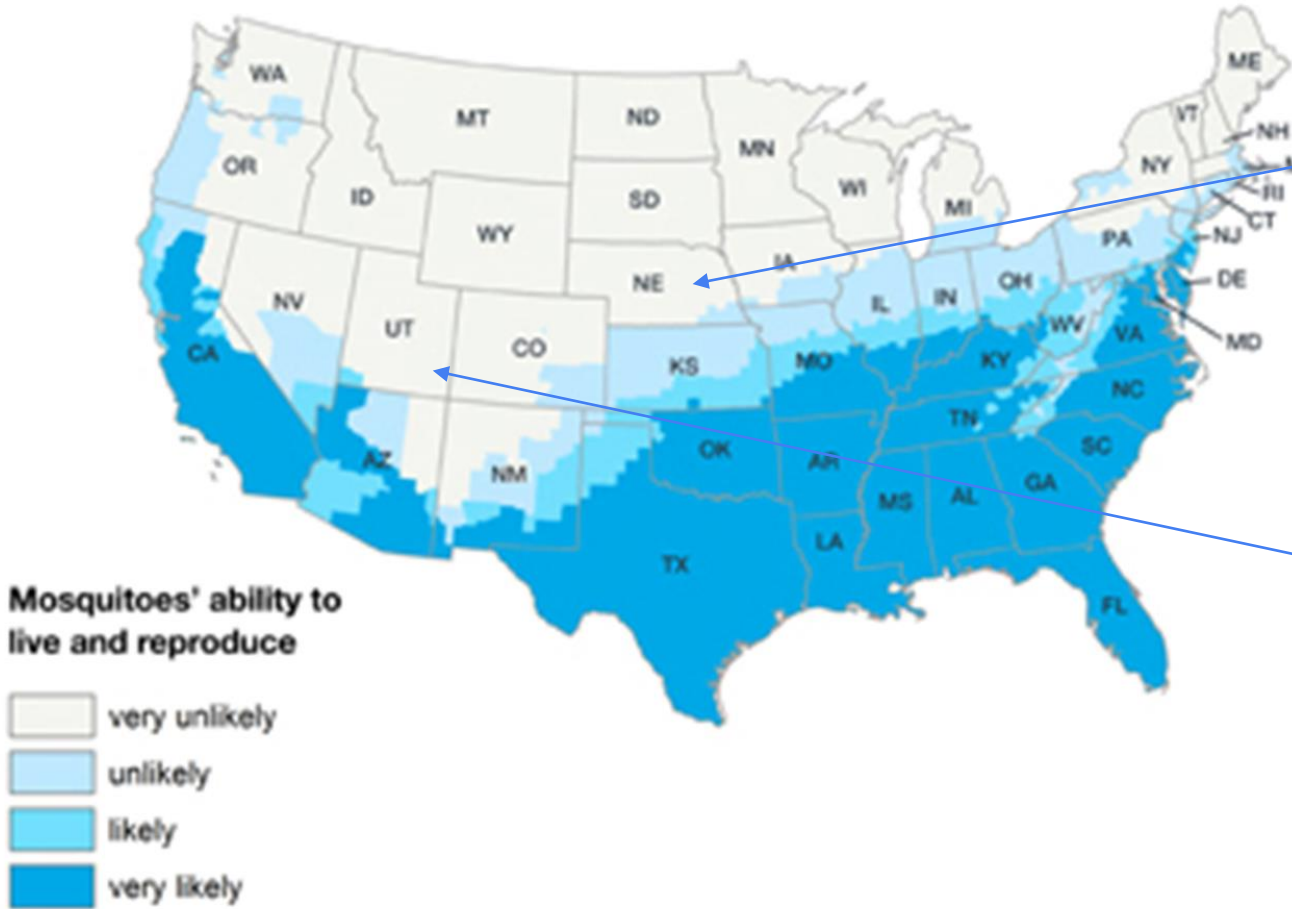 WA
MT
ND
MN
ME
VT
NH
NY
OR
ID
SD
WI
MI
RI
CT
WY
NE
IA
PA
NJ
NV
UT
CO
IL
IN
OH
DE
CA
KS
MO
WV
VA
MD
KY
NC
AZ
NM
OK
AR
TN
SC
MS
AL
GA
TX
LA
FL
Mosquitoes' ability to
live and reproduce
very unlikely
unlikely
likely
very likely